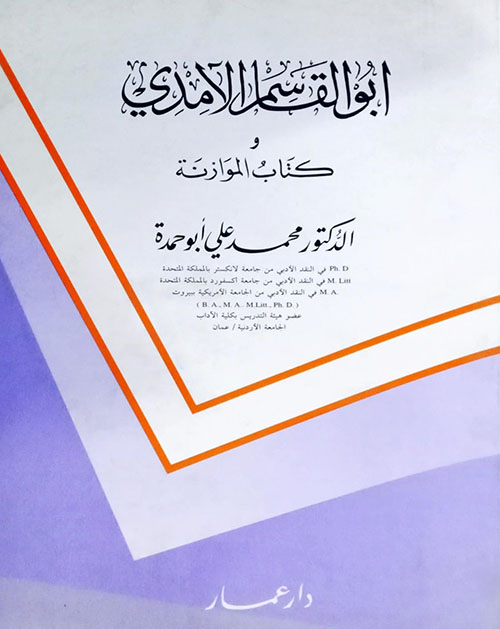 ابو القاسم الآمدي
و
كتاب الموازنة
الدكتور محمد علي أبو حمدة
Ph. D في النقد الأدبي من جامعة لانكستر بالمملكة المتحدة
M. Litt في النقد الأدبي من جامعة أكسفورد بالمملكة المتحدة
M. A. في النقد الأدبي من الجامعة الأمريكية ببيروت
( B. A., M. A. M.Litt., Ph. D. )
عضو هيئة التدريس بكلية الآداب
الجامعة الأردنية / عمان
دار عمار